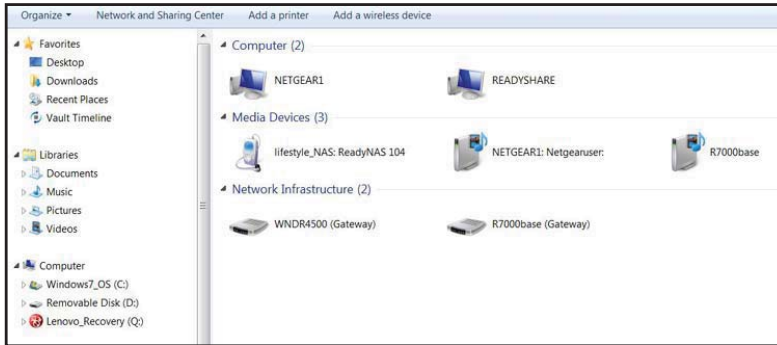 Organize Network and Sharing Center Add a printer Add a wireless device
Favorites
Desktop
Downloads
Recent Places
Vault Timeline
Libraries
Documents
Music
Pictures
Videos
Computer
Windows7_OS (C:)
Removable Disk (D:)
Lenovo_Recovery (Q:)
Computer (2)
NETGEAR1 READYSHARE
Media Devices (3)
lifestyle_NAS: ReadyNAS 104 NETGEAR1: Netgearuser: R7000base
Network Infrastructure (2)
WNDR4500 (Gateway) R7000base (Gateway)